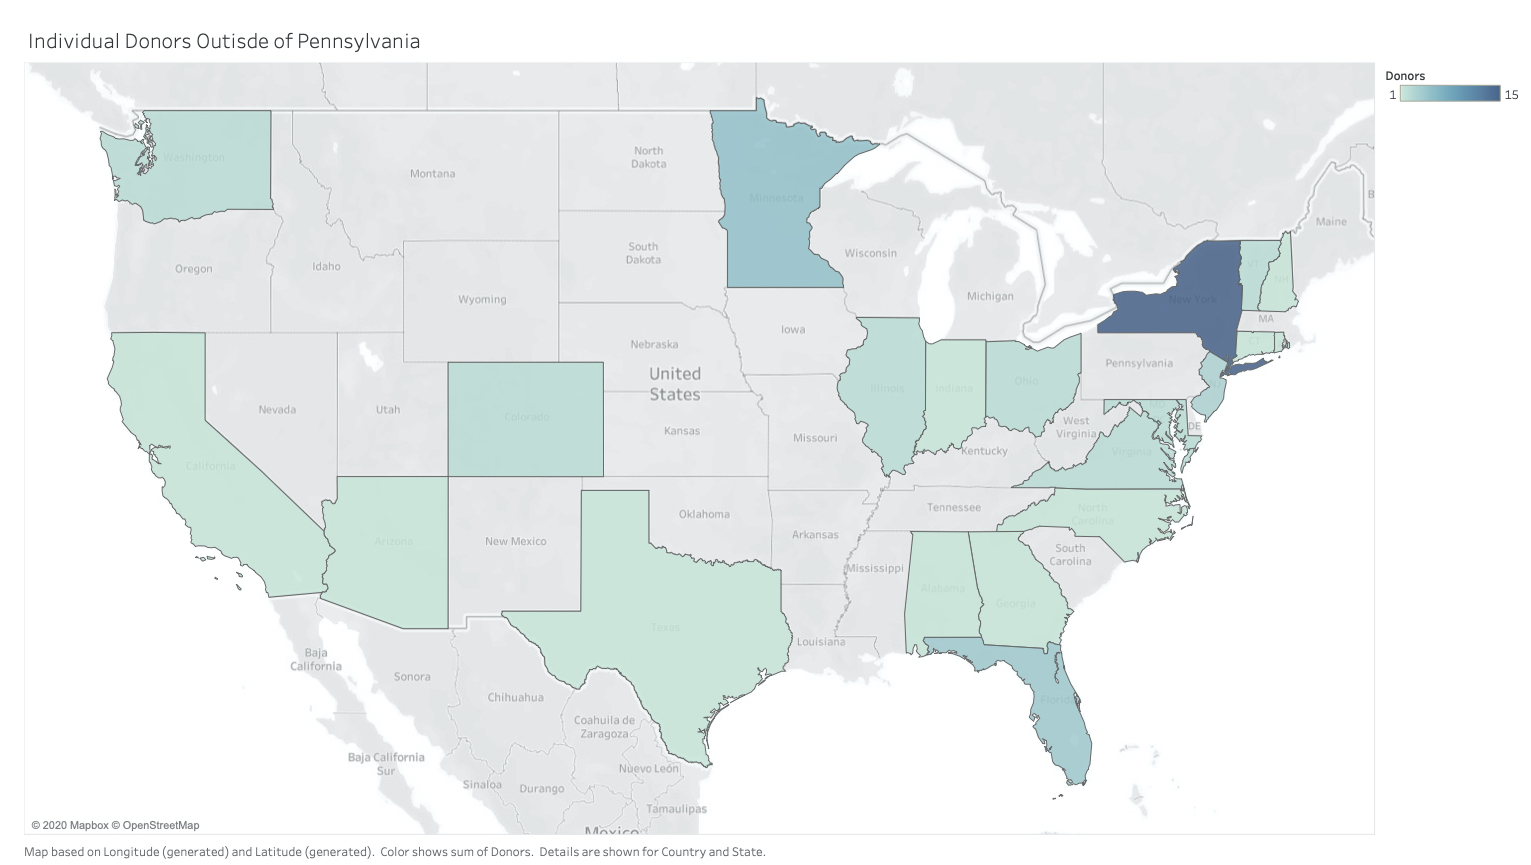 Individual Donors Outisde of Pennsylvania
Donors
1
15
Washington
Montana
North
Dakota
Minnesota
Maine
Oregon
Idaho
South
Dakota
Wisconsin
VT
NH
Wyoming
Michigan
New York
MA
Iowa
Nebraska
CT
Pennsylvania
United
States
Nevada
Utah
Colorado
Illinois
Indiana
Ohio
Kansas
Missouri
West
Virginia
DE
Kentucky
Virginia
California
Oklahoma
Tennessee
North
Carolina
Arizona
New Mexico
Arkansas
South
Carolina
Mississippi
Alabama
Georgia
Texas
Louisiana
Baja
California
Sonora
Chihuahua
Florida
Coahuila de
Zaragoza
Baja California
Sur
Nuevo León
Sinaloa
Durango
Tamaulipas
Mexico
© 2020 Mapbox © OpenStreetMap
Map based on Longitude (generated) and Latitude (generated).  Color shows sum of Donors.  Details are shown for Country and State.